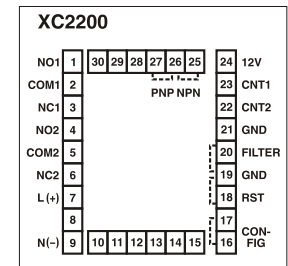 XC2200
NO1 1 30 29 28 27 26 25 24 12V
COM1 2 PNP NPN 23 CNT1
NC1 3 22 CNT2
NO2 4 21 GND
COM2 5 20 FILTER
NC2 6 19 GND
L (+) 7 18 RST
8 17 CON-
N(−) 9 10 11 12 13 14 15 16 FIG